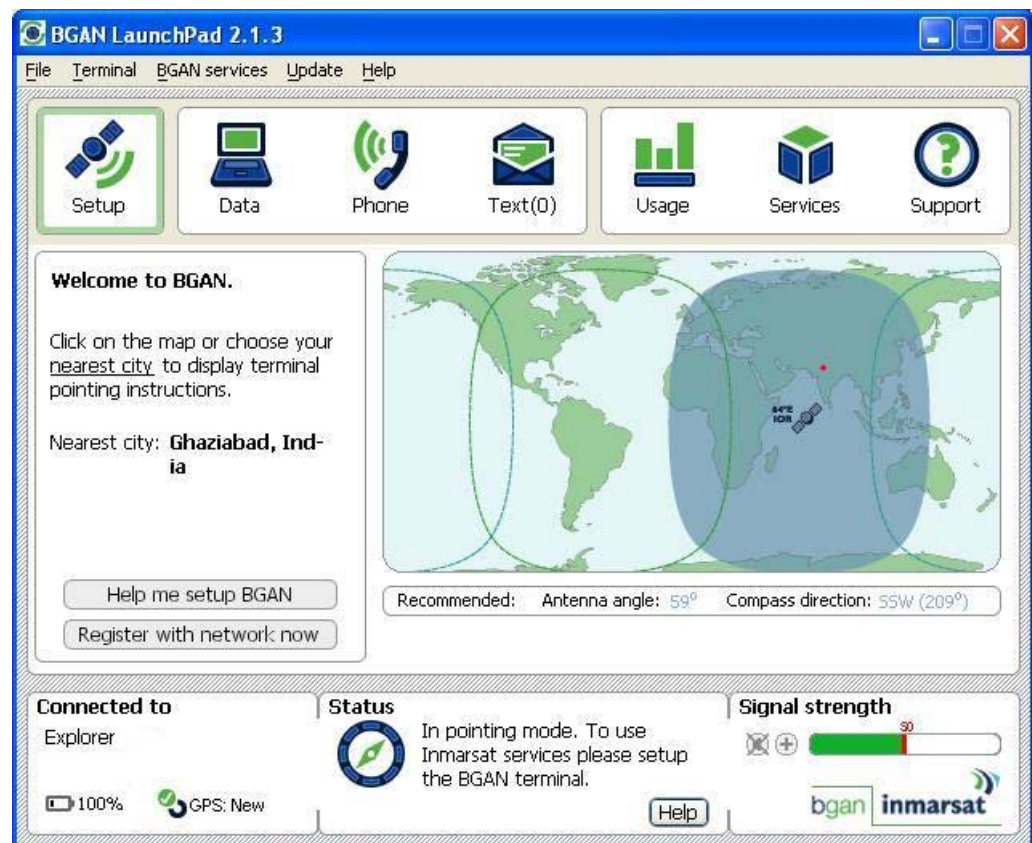 BGAN LaunchPad 2.1.3
File Terminal BGAN services Update Help
Setup Data Phone Text(0) Usage Services Support
Welcome to BGAN.
Click on the map or choose your
nearest city to display terminal
pointing instructions.
Nearest city: Ghaziabad, Ind-
ia
Help me setup BGAN
Register with network now
64°E
IOR
Recommended: Antenna angle: 59° Compass direction: SSW (209°)
Connected to
Explorer
100% GPS: New
Status
In pointing mode. To use
Inmarsat services please setup
the BGAN terminal.
Help
Signal strength
50
bgan inmarsat